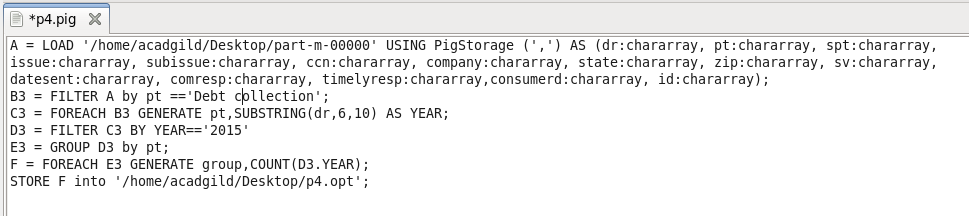 *p4.pig
A = LOAD '/home/acadgild/Desktop/part-m-00000' USING PigStorage (',') AS (dr:chararray, pt:chararray, spt:chararray,
issue:chararray, subissue:chararray, ccn:chararray, company:chararray, state:chararray, zip:chararray, sv:chararray,
datesent:chararray, comresp:chararray, timelyresp:chararray,consumerd:chararray, id:chararray);
B3 = FILTER A by pt =='Debt collection';
C3 = FOREACH B3 GENERATE pt,SUBSTRING(dr,6,10) AS YEAR;
D3 = FILTER C3 BY YEAR=='2015'
E3 = GROUP D3 by pt;
F = FOREACH E3 GENERATE group,COUNT(D3.YEAR);
STORE F into '/home/acadgild/Desktop/p4.opt';